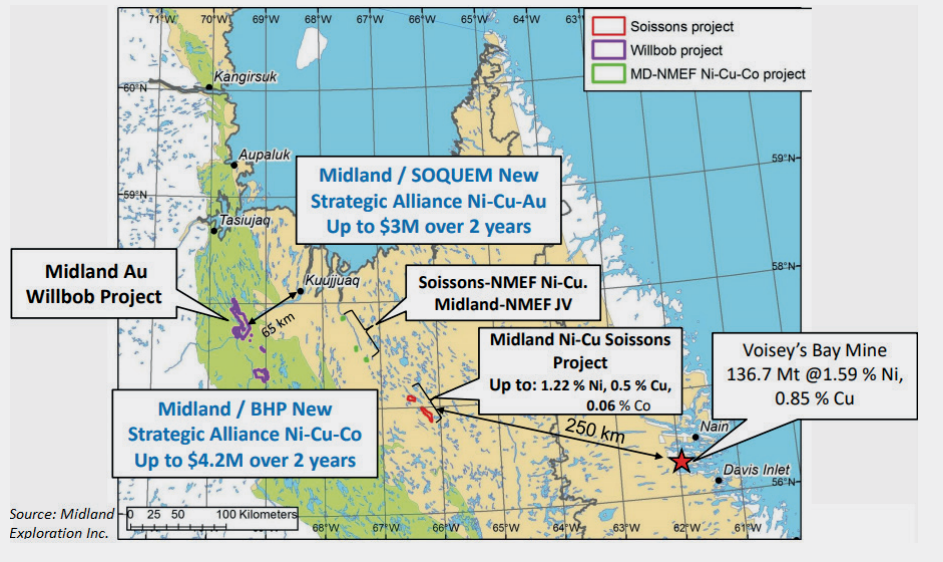 71°W 70°W 69°W 68°W 67°W 66°W 65°W 64°W 63°
Soissons project
Willbob project
MD-NMEF Ni-Cu-Co project
Kangirsuk
60°N
Aupaluk
59°N
59°N
Midland / SOQUEM New
Strategic Alliance Ni-Cu-Au
Up to $3M over 2 years
Tasiujaq
Midland Au
Willbob Project
Kuujjuaq
58°N
Soissons-NMEF Ni-Cu.
Midland-NMEF JV
65 km
Midland Ni-Cu Soissons
Project
Up to: 1.22 % Ni, 0.5 % Cu,
0.06 % Co
Voisey's Bay Mine
136.7 Mt @1.59 % Ni,
0.85 % Cu
Midland / BHP New
Strategic Alliance Ni-Cu-Co
Up to $4.2M over 2 years
250 km
Nain
Davis Inlet
56°N
Source: Midland
Exploration Inc.
0 25 50 100 Kilometers
68°W 67°W 66°W 65°W 64°W 63°W 62°W 61°W